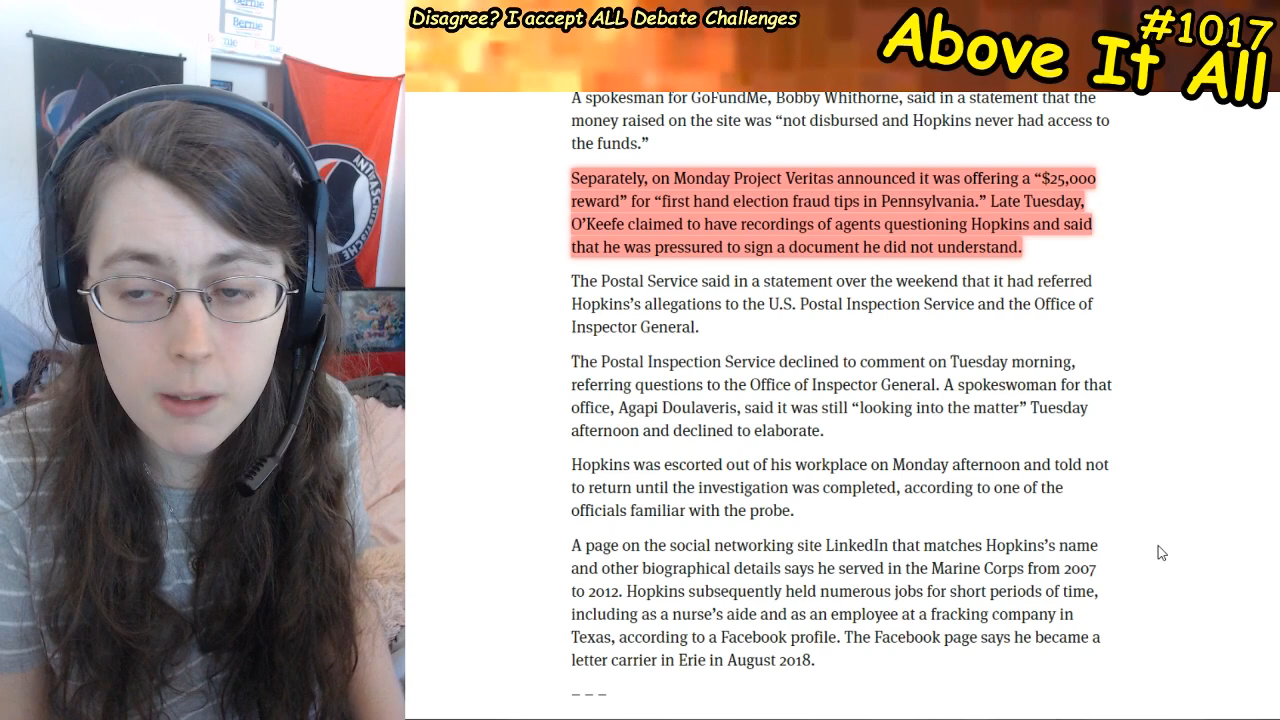 Bernie
Bernie
Disagree? I accept ALL Debate Challenges
#1017
Above It All
A spokesman for GoFundMe, Bobby Whithorne, said in a statement that the
money raised on the site was “not disbursed and Hopkins never had access to
the funds.”
Separately, on Monday Project Veritas announced it was offering a “$25,000
reward” for “first hand election fraud tips in Pennsylvania.” Late Tuesday,
O’Keefe claimed to have recordings of agents questioning Hopkins and said
that he was pressured to sign a document he did not understand.
The Postal Service said in a statement over the weekend that it had referred
Hopkins’s allegations to the U.S. Postal Inspection Service and the Office of
Inspector General.
The Postal Inspection Service declined to comment on Tuesday morning,
referring questions to the Office of Inspector General. A spokeswoman for that
office, Agapi Doulaveris, said it was still “looking into the matter” Tuesday
afternoon and declined to elaborate.
Hopkins was escorted out of his workplace on Monday afternoon and told not
to return until the investigation was completed, according to one of the
officials familiar with the probe.
A page on the social networking site LinkedIn that matches Hopkins’s name
and other biographical details says he served in the Marine Corps from 2007
to 2012. Hopkins subsequently held numerous jobs for short periods of time,
including as a nurse’s aide and as an employee at a fracking company in
Texas, according to a Facebook profile. The Facebook page says he became a
letter carrier in Erie in August 2018.
– – –